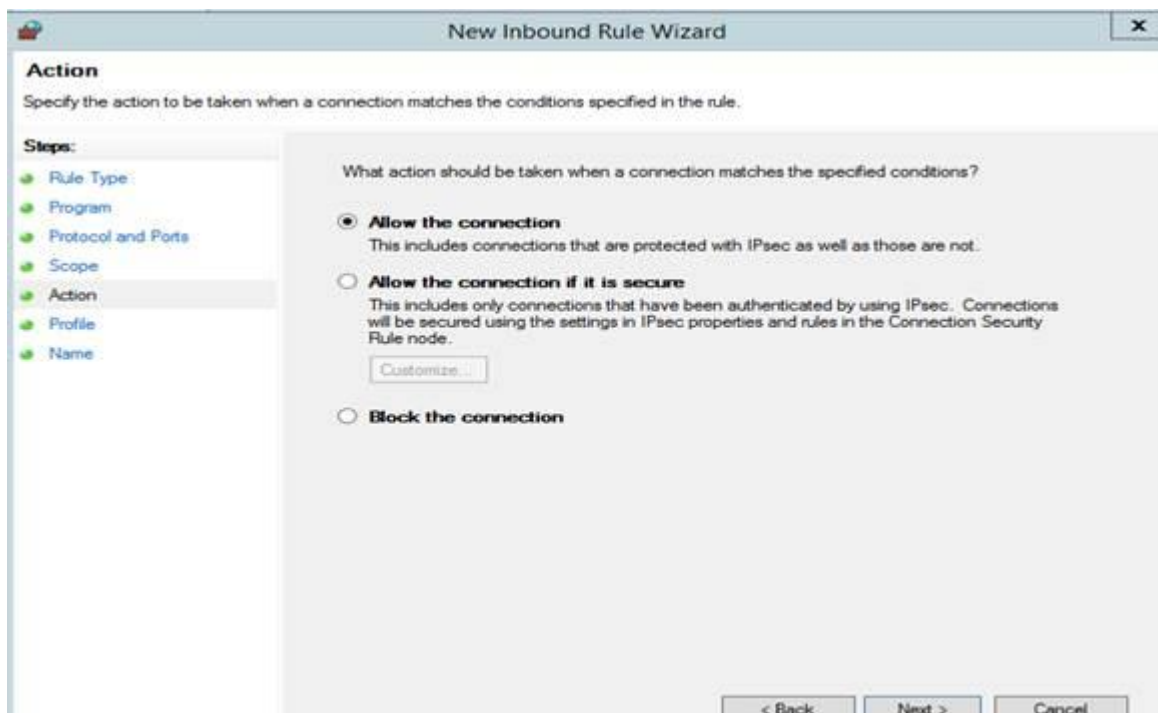 New Inbound Rule Wizard
x
Action
Specify the action to be taken when a connection matches the conditions specified in the rule.
Steps:
Rule Type
Program
Protocol and Ports
Scope
Action
Profile
Name
What action should be taken when a connection matches the specified conditions?
Allow the connection
This includes connections that are protected with IPsec as well as those are not.
Allow the connection if it is secure
This includes only connections that have been authenticated by using IPsec. Connections
will be secured using the settings in IPsec properties and rules in the Connection Security
Rule node.
Customize...
Block the connection
< Back
Next >
Cancel